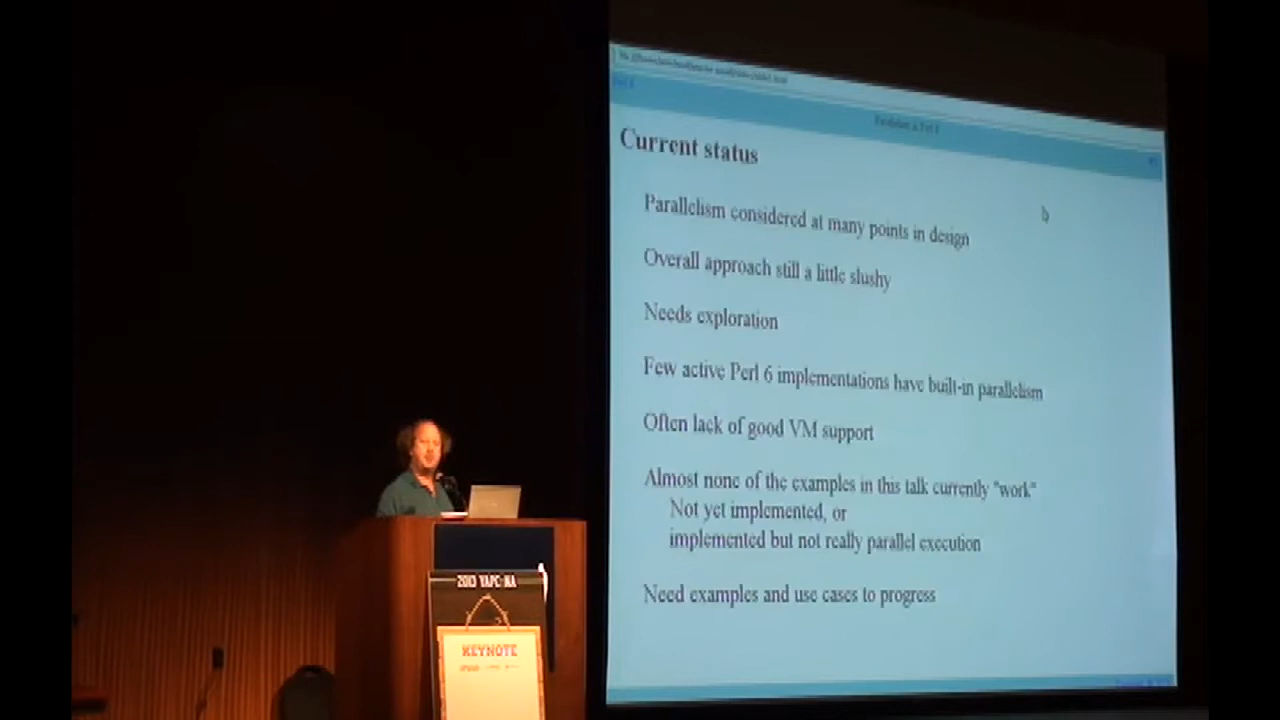 Current status
Parallelism considered at many points in design
Overall approach still a little slushy
Needs exploration
Few active Perl 6 implementations have built-in parallelism
Often lack of good VM support
Almost none of the examples in this talk currently "work"
Not yet implemented, or
implemented but not really parallel execution
Need examples and use cases to progress
2013 YAPC::NA
KEYNOTE